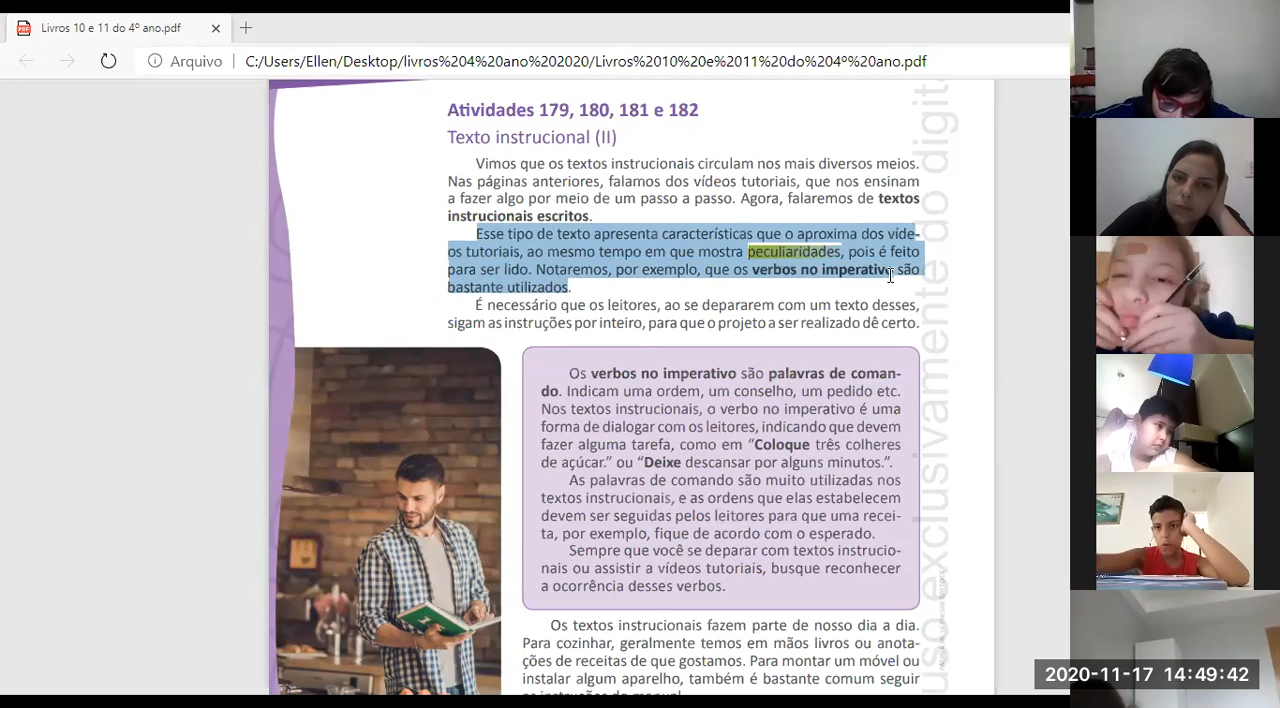 Livros 10 e 11 do 4º ano.pdf
Arquivo
C:/Users/Ellen/Desktop/livros%204%20ano%202020/Livros%2010%20e%2011%20do%204º%20ano.pdf
Atividades 179, 180, 181 e 182
Texto instrucional (II)
Vimos que os textos instrucionais circulam nos mais diversos meios.
Nas páginas anteriores, falamos dos vídeos tutoriais, que nos ensinam
a fazer algo por meio de um passo a passo. Agora, falaremos de textos
instrucionais escritos.
Esse tipo de texto apresenta características que o aproxima dos víde-
os tutoriais, ao mesmo tempo em que mostra peculiaridades, pois é feito
para ser lido. Notaremos, por exemplo, que os verbos no imperativo são
bastante utilizados.
É necessário que os leitores, ao se depararem com um texto desses,
sigam as instruções por inteiro, para que o projeto a ser realizado dê certo.
Os verbos no imperativo são palavras de coman-
do. Indicam uma ordem, um conselho, um pedido etc.
Nos textos instrucionais, o verbo no imperativo é uma
forma de dialogar com os leitores, indicando que devem
fazer alguma tarefa, como em “Coloque três colheres
de açúcar.” ou “Deixe descansar por alguns minutos.”.
As palavras de comando são muito utilizadas nos
textos instrucionais, e as ordens que elas estabelecem
devem ser seguidas pelos leitores para que uma recei-
ta, por exemplo, fique de acordo com o esperado.
Sempre que você se deparar com textos instrucio-
nais ou assistir a vídeos tutoriais, busque reconhecer
a ocorrência desses verbos.
Os textos instrucionais fazem parte de nosso dia a dia.
Para cozinhar, geralmente temos em mãos livros ou anota-
ções de receitas de que gostamos. Para montar um móvel ou
instalar algum aparelho, também é bastante comum seguir
as instruções do manual.
uso exclusivamente do digit
2020-11-17 14:49:42